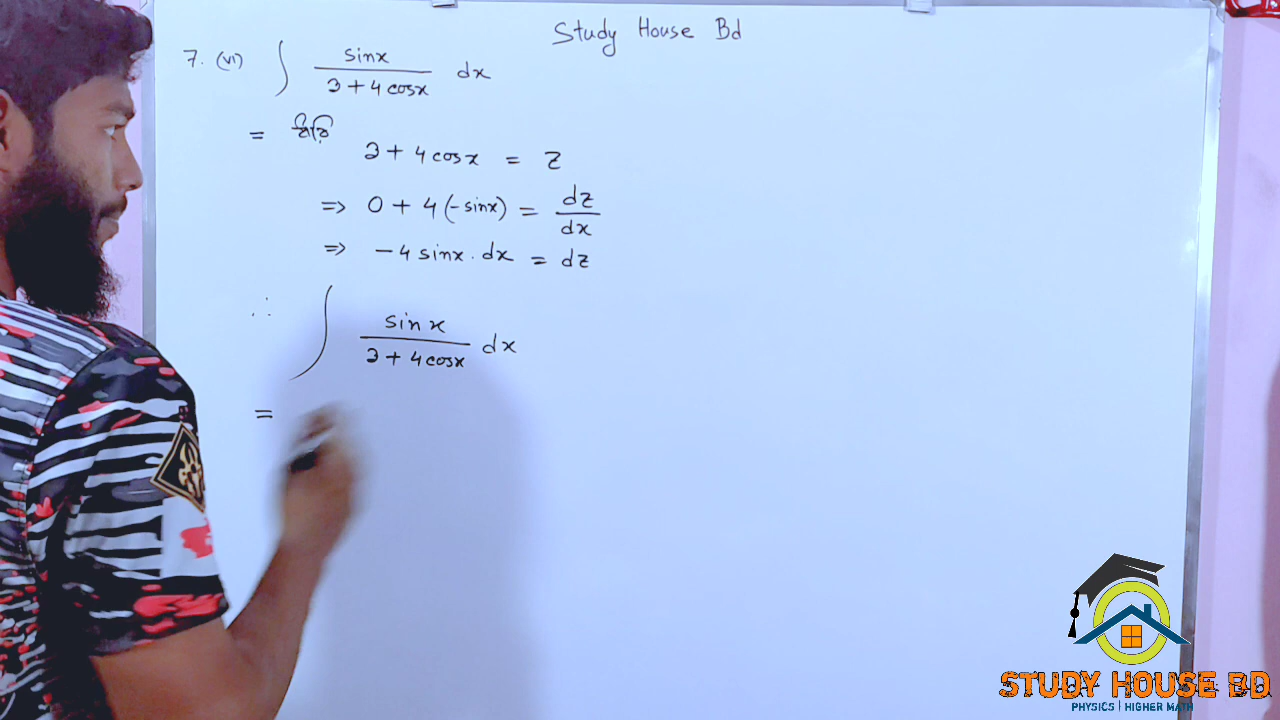 Study House Bd
7. (vi) ∫ sinx / 3 + 4 cosx dx
= ধরি
3 + 4 cosx = z
=> 0 + 4 (-sinx) = dz / dx
=> -4 sinx . dx = dz
∴ ∫ sin x / 3 + 4 cosx dx
=
STUDY HOUSE BD
PHYSICS | HIGHER MATH